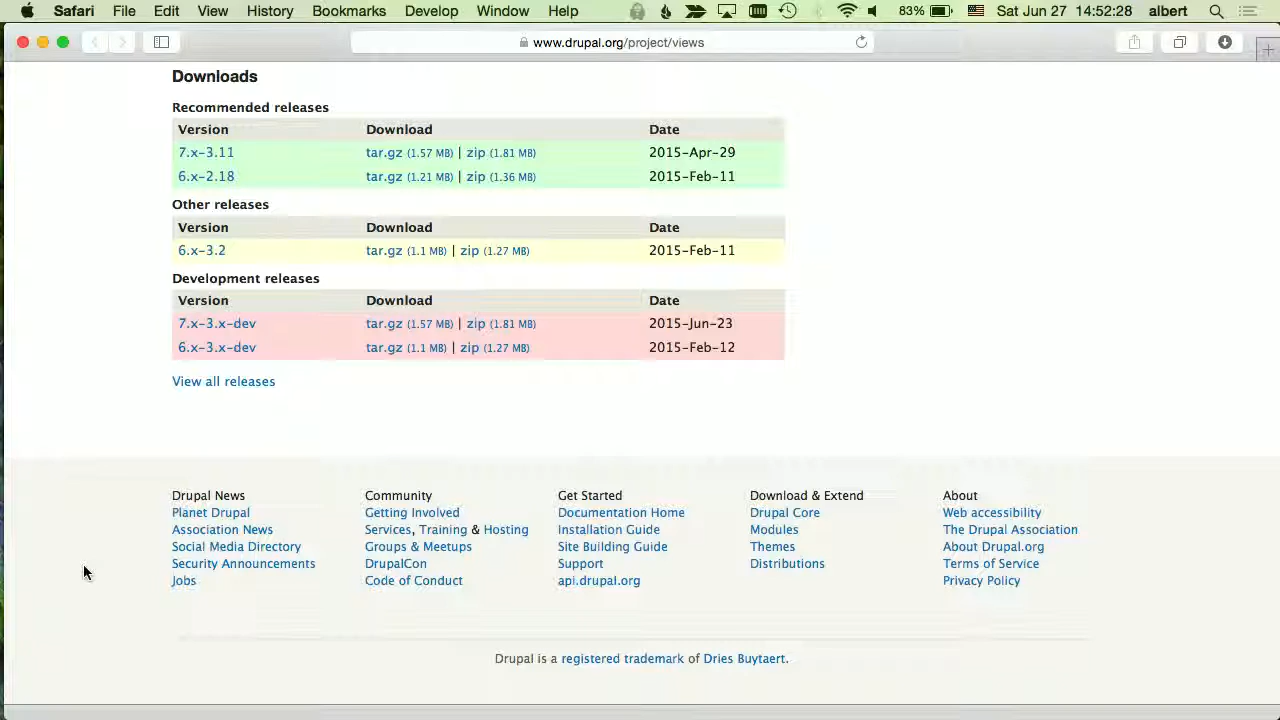 Safari File Edit View History Bookmarks Develop Window Help 83% Sat Jun 27 14:52:28 albert
www.drupal.org/project/views
Downloads
Recommended releases
Version Download Date
7.x-3.11 tar.gz (1.57 MB) | zip (1.81 MB) 2015-Apr-29
6.x-2.18 tar.gz (1.21 MB) | zip (1.36 MB) 2015-Feb-11
Other releases
Version Download Date
6.x-3.2 tar.gz (1.1 MB) | zip (1.27 MB) 2015-Feb-11
Development releases
Version Download Date
7.x-3.x-dev tar.gz (1.57 MB) | zip (1.81 MB) 2015-Jun-23
6.x-3.x-dev tar.gz (1.1 MB) | zip (1.27 MB) 2015-Feb-12
View all releases
Drupal News Community Get Started Download & Extend About
Planet Drupal Getting Involved Documentation Home Drupal Core Web accessibility
Association News Services, Training & Hosting Installation Guide Modules The Drupal Association
Social Media Directory Groups & Meetups Site Building Guide Themes About Drupal.org
Security Announcements DrupalCon Support Distributions Terms of Service
Jobs Code of Conduct api.drupal.org Privacy Policy
Drupal is a registered trademark of Dries Buytaert.